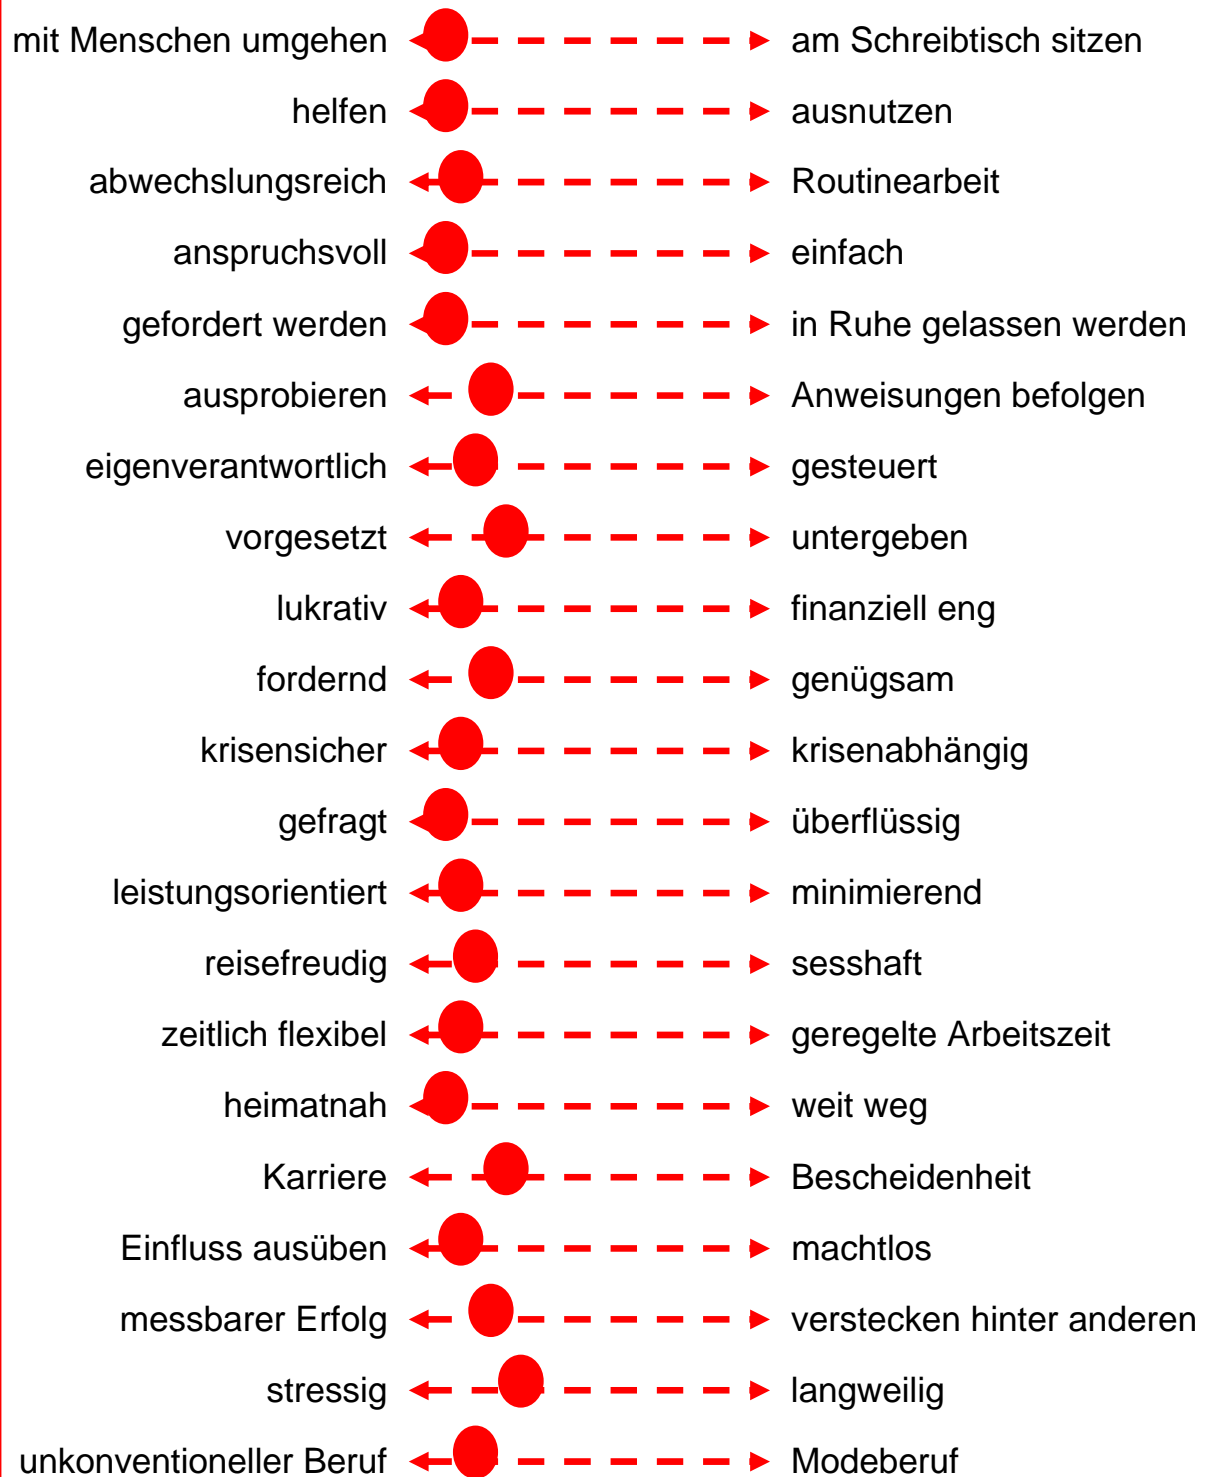 mit Menschen umgehen am Schreibtisch sitzen
helfen ausnutzen
abwechslungsreich Routinearbeit
anspruchsvoll einfach
gefordert werden in Ruhe gelassen werden
ausprobieren Anweisungen befolgen
eigenverantwortlich gesteuert
vorgesetzt untergeben
lukrativ finanziell eng
fordernd genügsam
krisensicher krisenabhängig
gefragt überflüssig
leistungsorientiert minimierend
reisefreudig sesshaft
zeitlich flexibel geregelte Arbeitszeit
heimatnah weit weg
Karriere Bescheidenheit
Einfluss ausüben machtlos
messbarer Erfolg verstecken hinter anderen
stressig langweilig
unkonventioneller Beruf Modeberuf